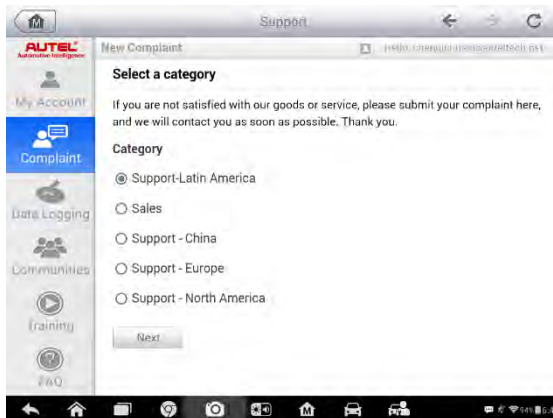 Support
AUTEL
Automotive Intelligence
New Complaint
My Account
Complaint
Data Logging
Communities
Training
FAQ
Select a category
If you are not satisfied with our goods or service, please submit your complaint here,
and we will contact you as soon as possible. Thank you.
Category
Support-Latin America
Sales
Support - China
Support - Europe
Support - North America
Next